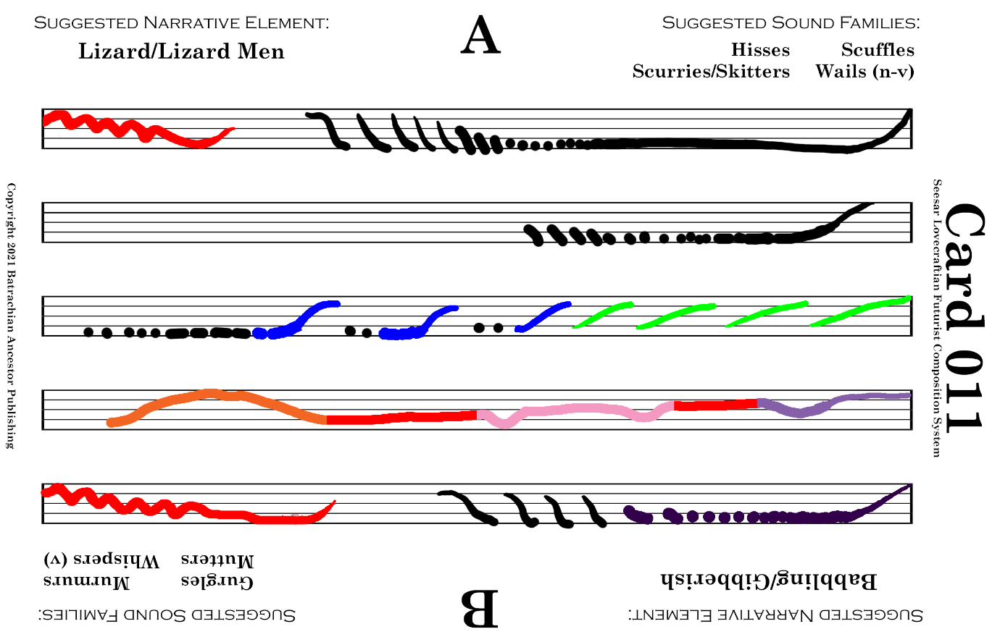 Suggested Narrative Element:
Lizard/Lizard Men
A
Suggested Sound Families:
Hisses Scuffles
Scurries/Skitters Wails (n-v)
Copyright 2021 Batrachian Ancestor Publishing
Seesar Lovecraftian Futurist Composition System
Card 011
B
Suggested Narrative Element:
Babbling/Gibberish
Suggested Sound Families:
Gurgles Murmurs
Mutters Whispers (v)